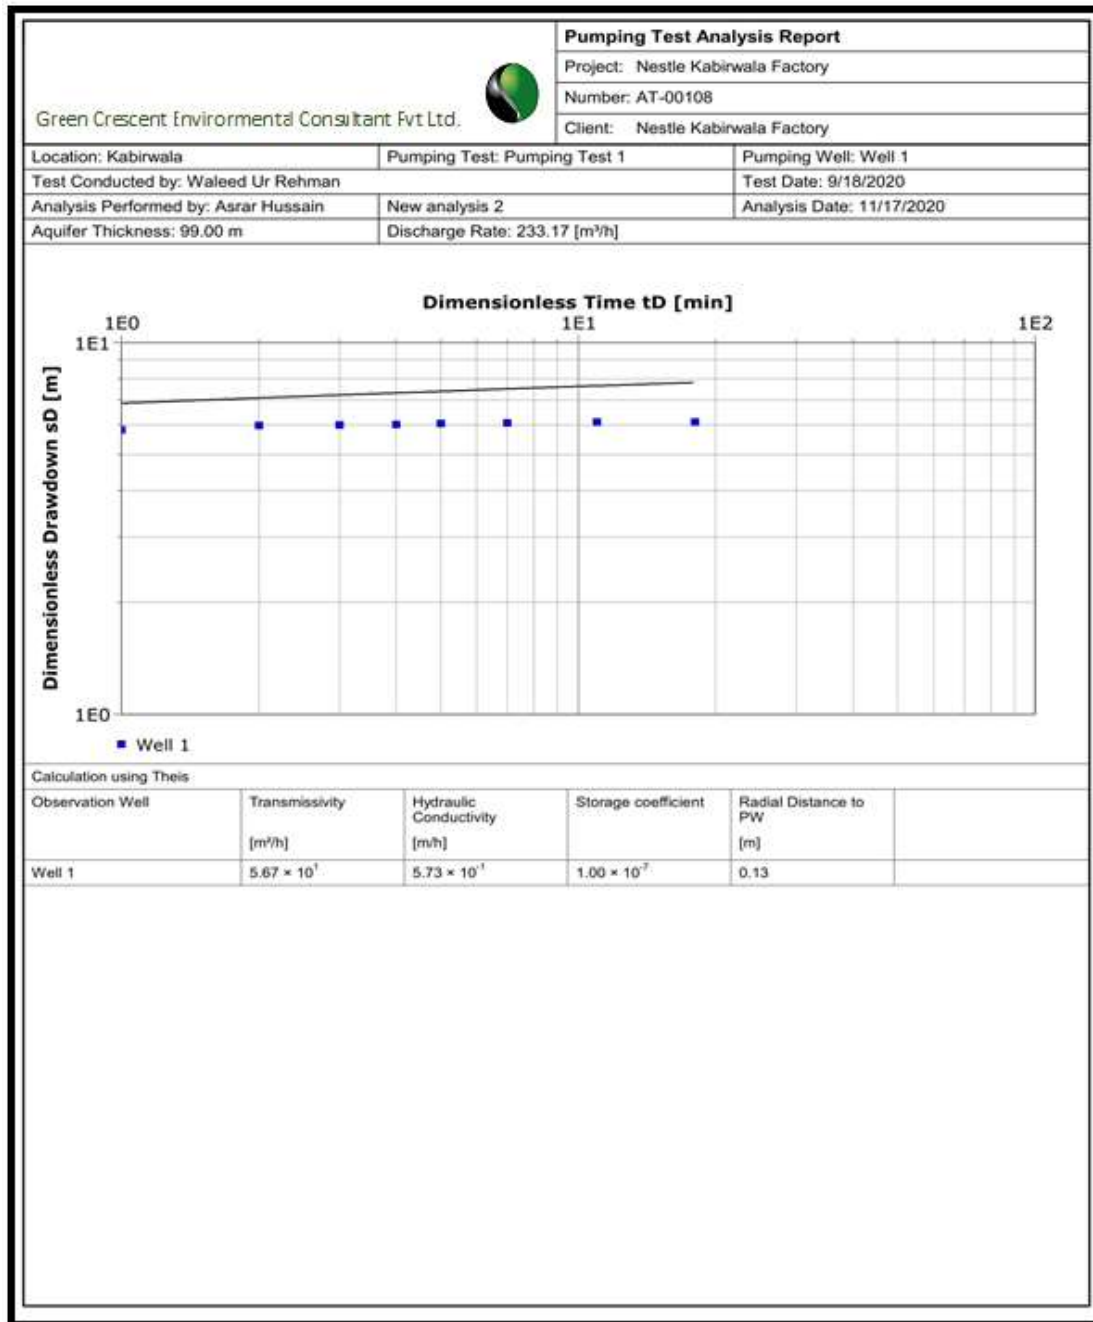 Pumping Test Analysis Report
Project: Nestle Kabirwala Factory
Number: AT-00108
Green Crescent Environmental Consultant Pvt Ltd.
Client: Nestle Kabirwala Factory
Location: Kabirwala Pumping Test: Pumping Test 1 Pumping Well: Well 1
Test Conducted by: Waleed Ur Rehman Test Date: 9/18/2020
Analysis Performed by: Asrar Hussain New analysis 2 Analysis Date: 11/17/2020
Aquifer Thickness: 99.00 m Discharge Rate: 233.17 [m³/h]
Dimensionless Time tD [min]
1E0 1E1 1E2
1E1
Dimensionless Drawdown sD [m]
1E0
Well 1
Calculation using Theis
Observation Well Transmissivity Hydraulic Storage coefficient Radial Distance to
Conductivity PW
[m²/h] [m/h] [m]
Well 1 5.67 × 10¹ 5.73 × 10⁻¹ 1.00 × 10⁻⁷ 0.13